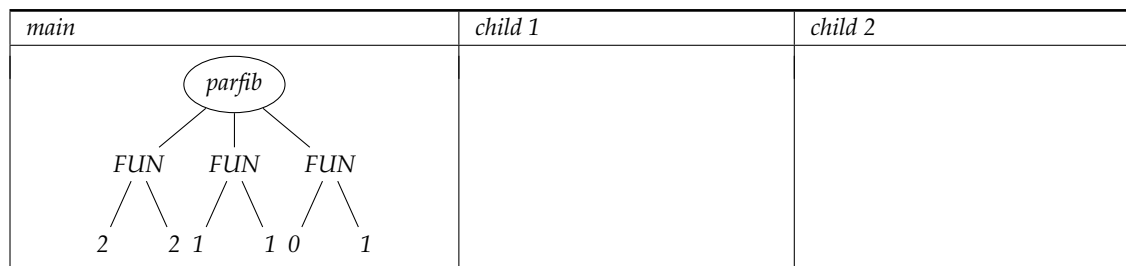 main child 1 child 2
parfib
FUN FUN FUN
2 2 1 1 0 1